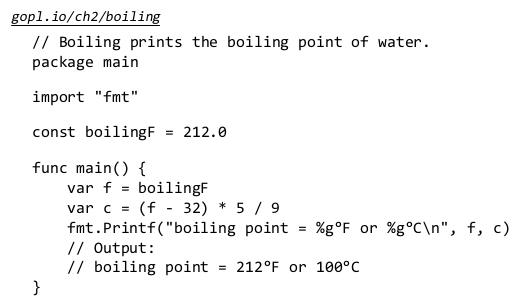 gopl.io/ch2/boiling
// Boiling prints the boiling point of water.
package main
import "fmt"
const boilingF = 212.0
func main() {
var f = boilingF
var c = (f - 32) * 5 / 9
fmt.Printf("boiling point = %g°F or %g°C\n", f, c)
// Output:
// boiling point = 212°F or 100°C
}